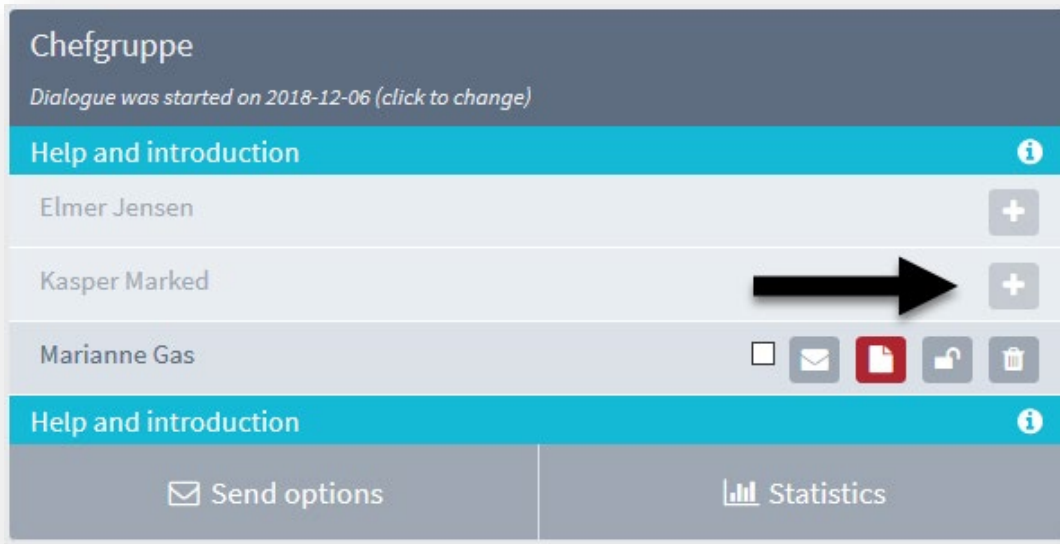 Chefgruppe
Dialogue was started on 2018-12-06 (click to change)
Help and introduction
Elmer Jensen
Kasper Marked
Marianne Gas
Help and introduction
Send options
Statistics